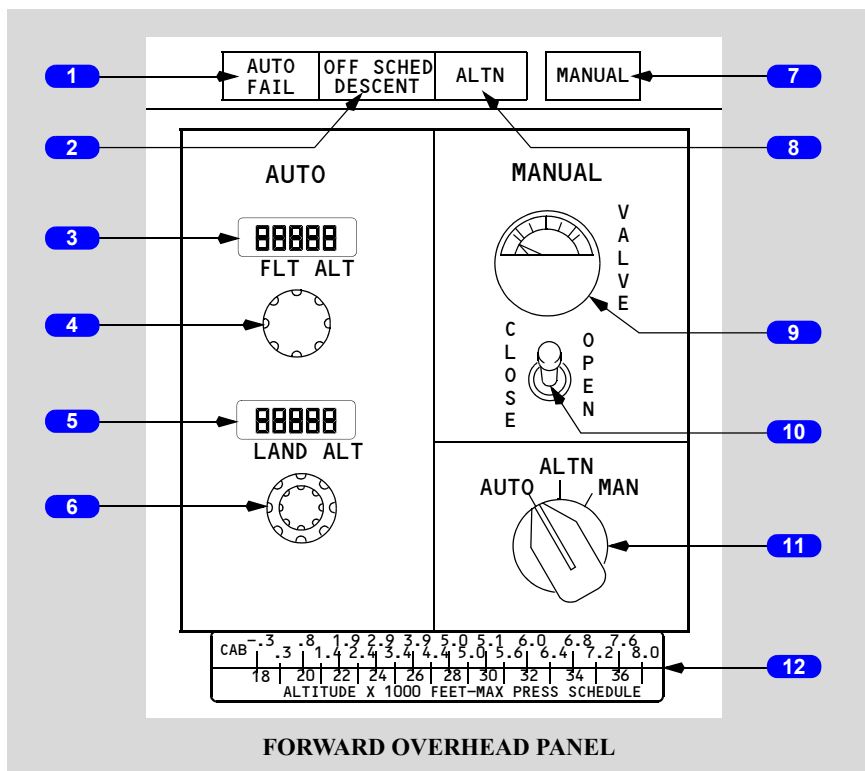 1
AUTO FAIL
OFF SCHED DESCENT
ALTN
MANUAL
7
2
8
AUTO
MANUAL
3
88888
FLT ALT
VALVE
4
9
CLOSE
OPEN
5
88888
LAND ALT
10
6
AUTO
ALTN
MAN
11
CAB
-.3 .8 1.9 2.9 3.9 5.0 5.1 6.0 6.8 7.6
.3 1.4 2.4 3.4 4.4 5.0 5.6 6.4 7.2 8.0
18 20 22 24 26 28 30 32 34 36
12
ALTITUDE X 1000 FEET-MAX PRESS SCHEDULE
FORWARD OVERHEAD PANEL